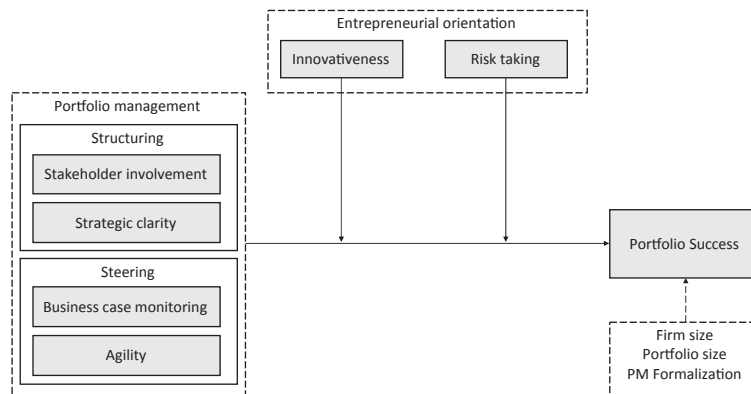 Entrepreneurial orientation
Innovativeness
Risk taking
Portfolio management
Structuring
Stakeholder involvement
Strategic clarity
Steering
Business case monitoring
Agility
Portfolio Success
Firm size
Portfolio size
PM Formalization